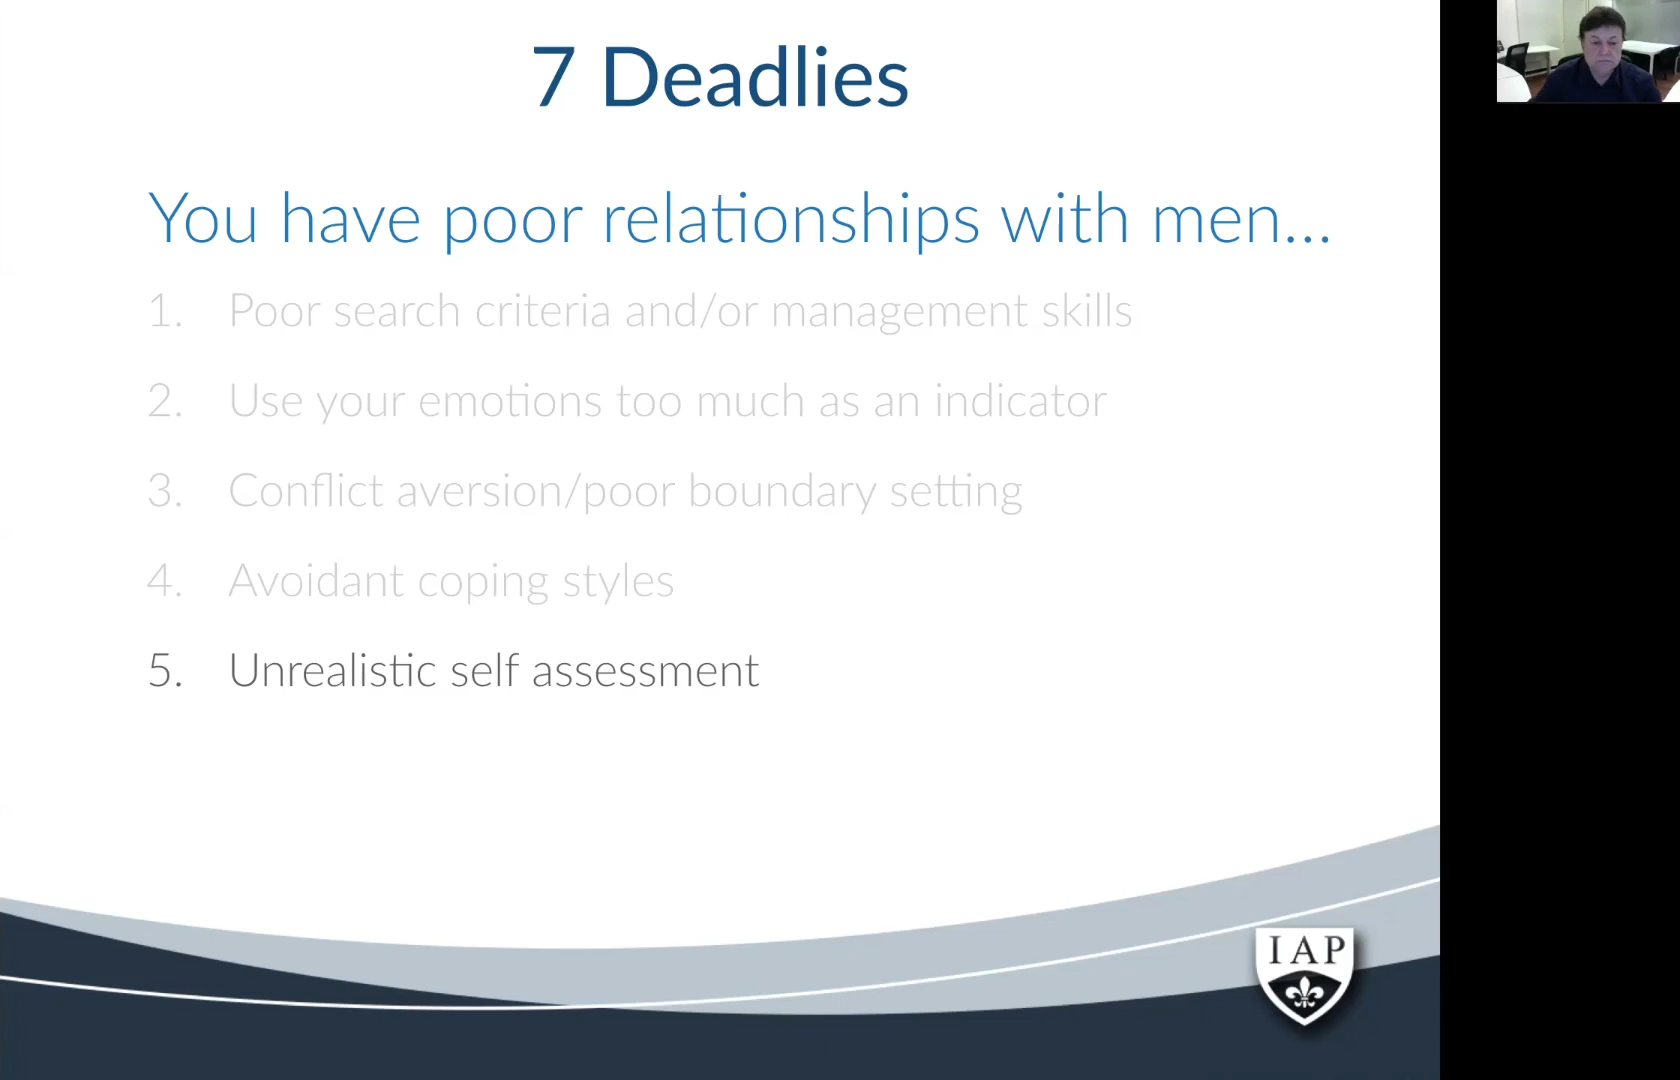 7 Deadlies
You have poor relationships with men...
1. Poor search criteria and/or management skills
2. Use your emotions too much as an indicator
3. Conflict aversion/poor boundary setting
4. Avoidant coping styles
5. Unrealistic self assessment
IAP